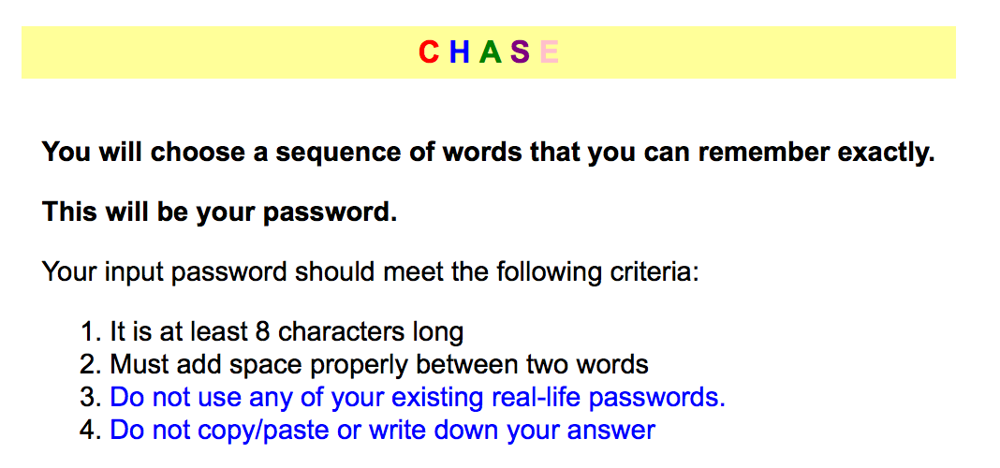 C H A S E
You will choose a sequence of words that you can remember exactly.
This will be your password.
Your input password should meet the following criteria:
1. It is at least 8 characters long
2. Must add space properly between two words
3. Do not use any of your existing real-life passwords.
4. Do not copy/paste or write down your answer